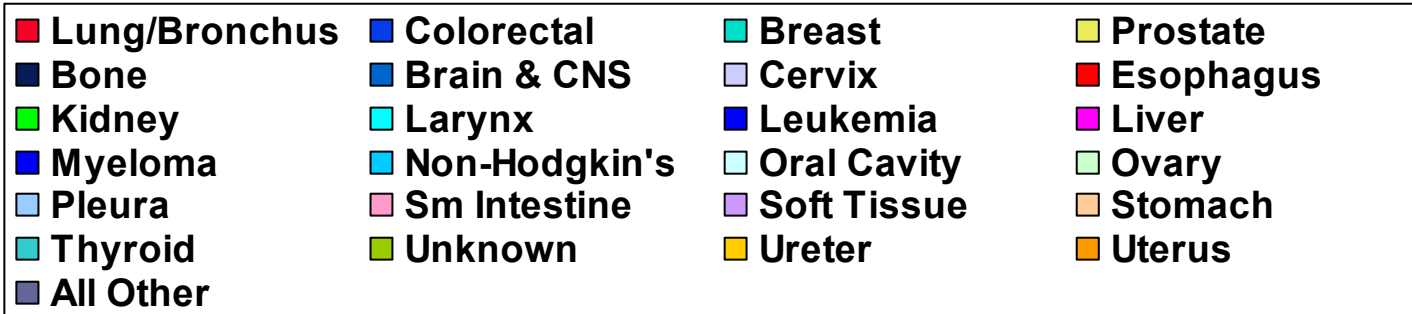 Lung/Bronchus Colorectal Breast Prostate
Bone Brain & CNS Cervix Esophagus
Kidney Larynx Leukemia Liver
Myeloma Non-Hodgkin's Oral Cavity Ovary
Pleura Sm Intestine Soft Tissue Stomach
Thyroid Unknown Ureter Uterus
All Other